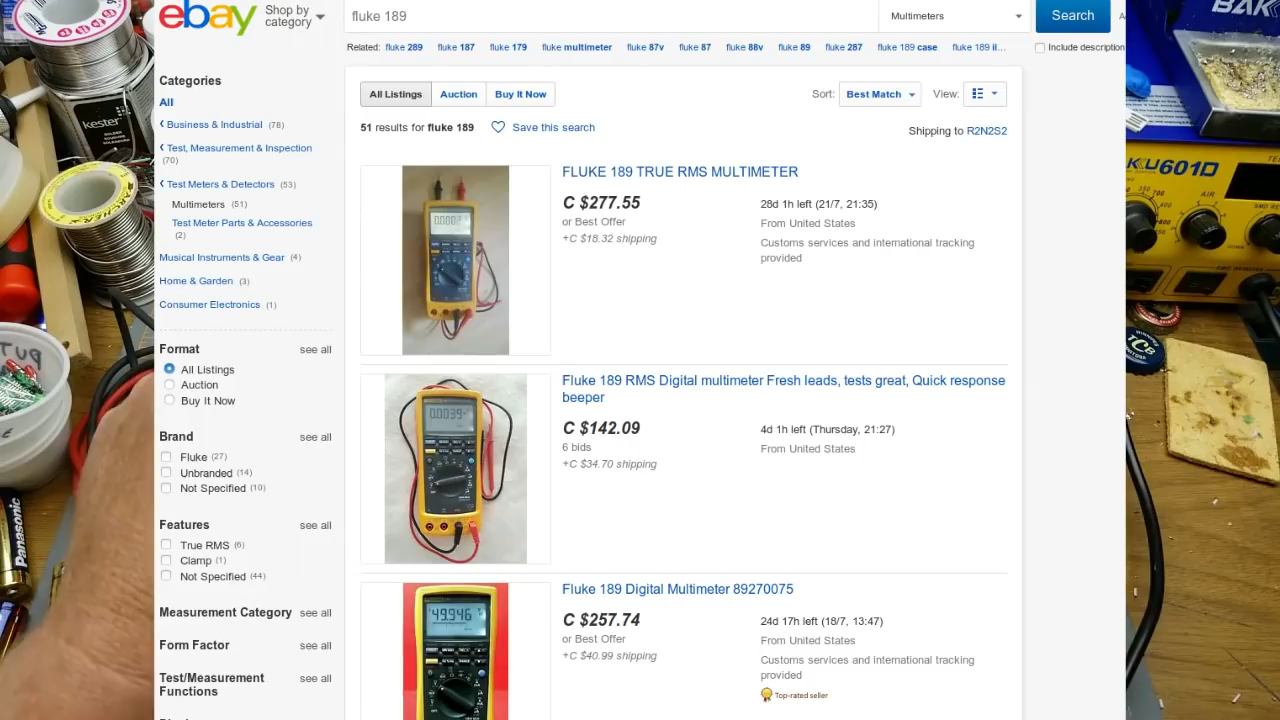 ebay
Shop by
category
fluke 189
Multimeters
Search
Related: fluke 289 fluke 187 fluke 179 fluke multimeter fluke 87v fluke 87 fluke 88v fluke 89 fluke 287 fluke 189 case fluke 189 ii...
Include description
Categories
All
Business & Industrial (78)
Test, Measurement & Inspection
(70)
Test Meters & Detectors (53)
Multimeters (51)
Test Meter Parts & Accessories
(2)
Musical Instruments & Gear (4)
Home & Garden (3)
Consumer Electronics (1)
Format see all
All Listings
Auction
Buy It Now
Brand see all
Fluke (27)
Unbranded (14)
Not Specified (10)
Features see all
True RMS (6)
Clamp (1)
Not Specified (44)
Measurement Category see all
Form Factor see all
Test/Measurement see all
Functions
All Listings Auction Buy It Now
Sort: Best Match View:
51 results for fluke 189 Save this search
Shipping to R2N2S2
FLUKE 189 TRUE RMS MULTIMETER
C $277.55
or Best Offer
+C $18.32 shipping
28d 1h left (21/7, 21:35)
From United States
Customs services and international tracking
provided
Fluke 189 RMS Digital multimeter Fresh leads, tests great, Quick response
beeper
C $142.09
6 bids
+C $34.70 shipping
4d 1h left (Thursday, 21:27)
From United States
Fluke 189 Digital Multimeter 89270075
C $257.74
or Best Offer
+C $40.99 shipping
24d 17h left (18/7, 13:47)
From United States
Customs services and international tracking
provided
Top-rated seller
49.946
kester
Panasonic
BAK
601D
AIR
TCB